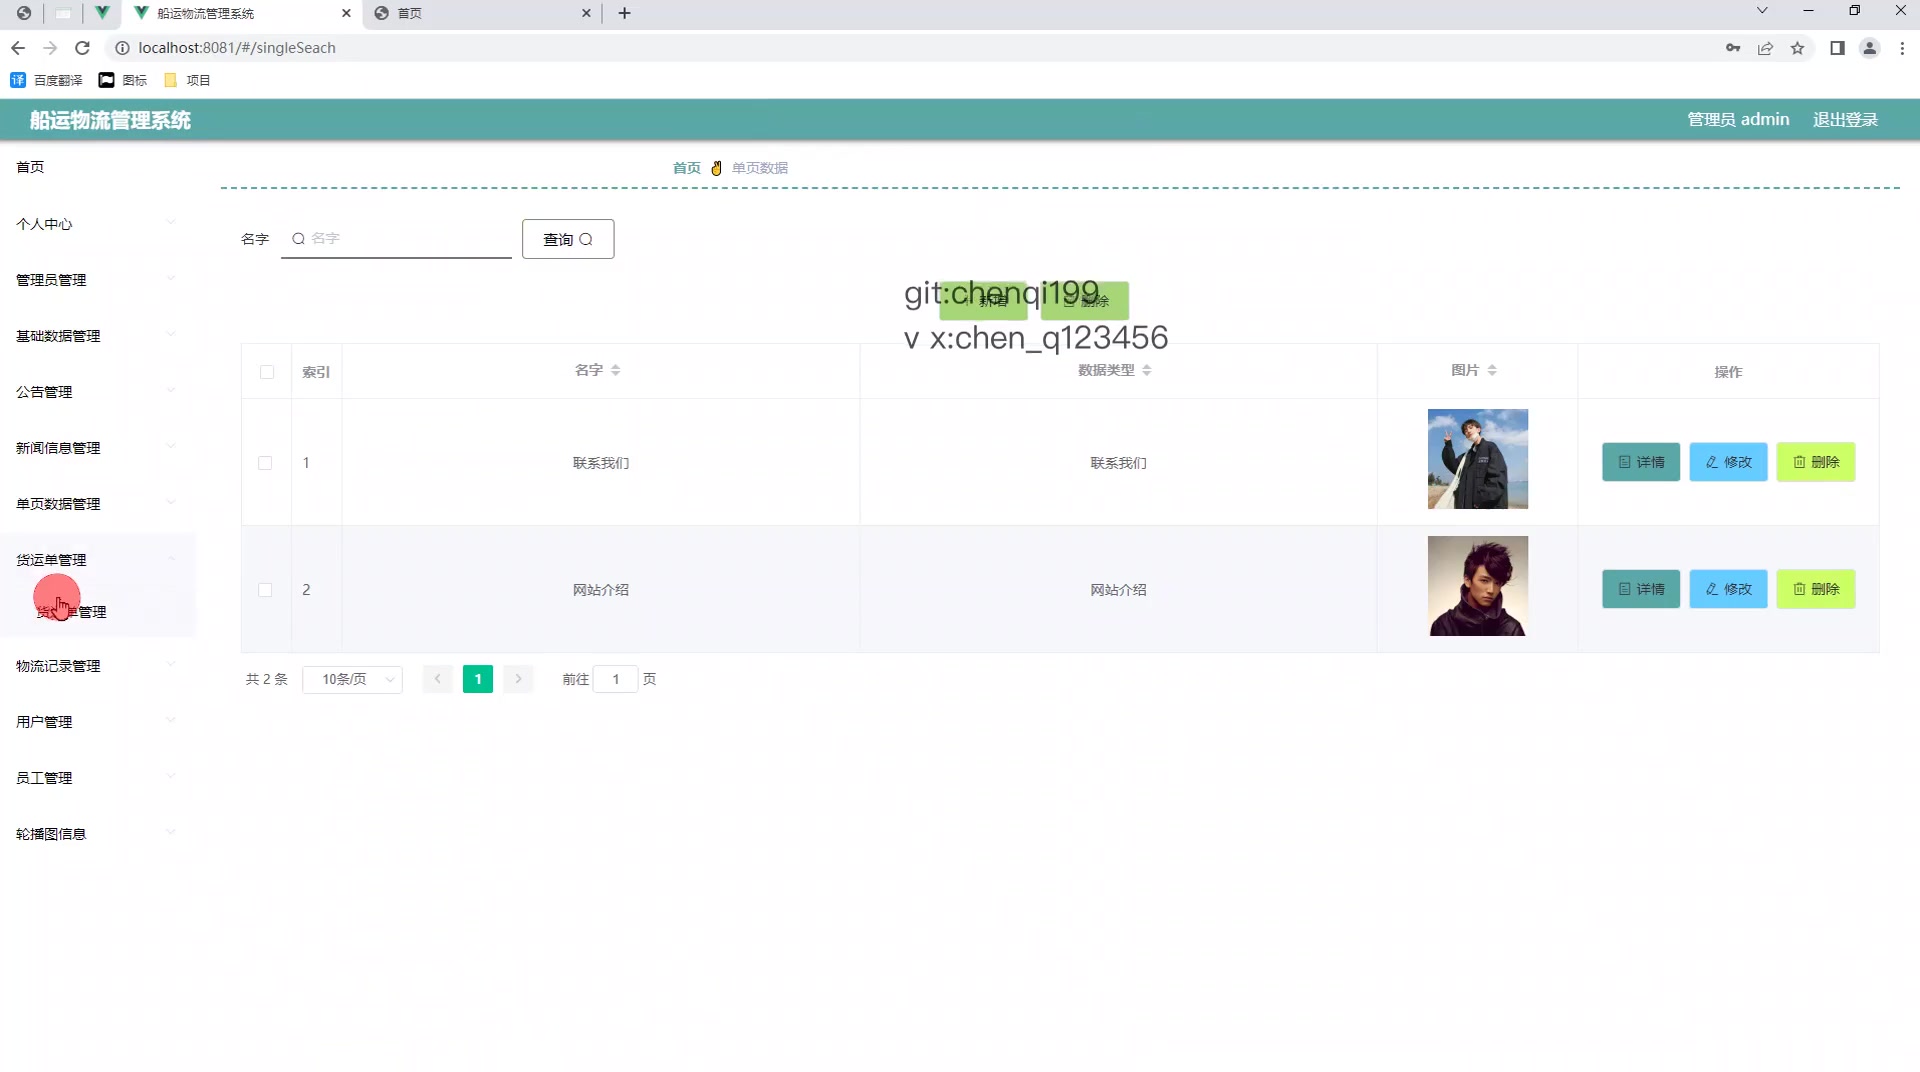 船运物流管理系统
首页
localhost:8081/#/singleSeach
百度翻译
图标
项目
船运物流管理系统
管理员 admin
退出登录
首页
个人中心
管理员管理
基础数据管理
公告管理
新闻信息管理
单页数据管理
货运单管理
物流记录管理
用户管理
员工管理
轮播图信息
首页 单页数据
名字
名字
查询
新增
删除
git:chenqi199
v x:chen_q123456
索引
名字
数据类型
图片
操作
1
联系我们
联系我们
详情
修改
删除
2
网站介绍
网站介绍
详情
修改
删除
共 2 条
10条/页
1
前往 1 页